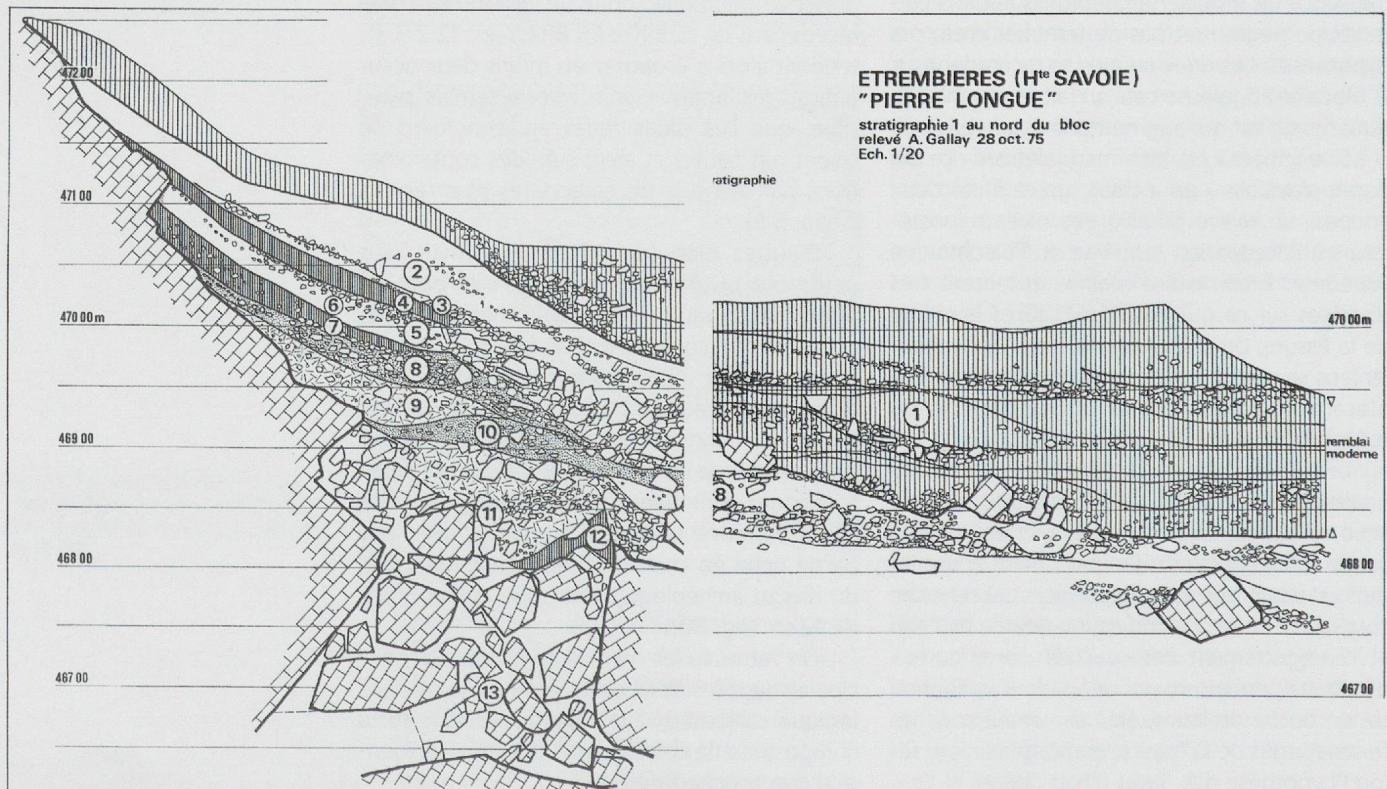 ETREMBIERES (Hte SAVOIE)
"PIERRE LONGUE"
stratigraphie 1 au nord du bloc
relevé A. Gallay 28 oct. 75
Ech. 1/20
ratigraphie
472 00
471 00
470 00 m
469 00
468 00
467 00
2
4
3
6
5
7
8
9
10
11
12
13
470 00 m
1
remblai
moderne
8
468 00
467 00